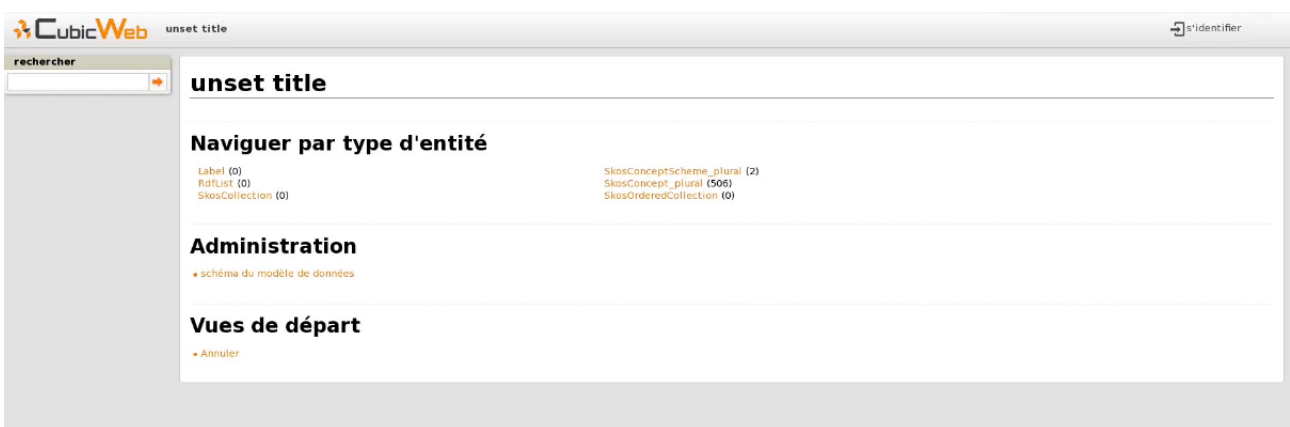 CubicWeb unset title s'identifier
rechercher
unset title
Naviguer par type d'entité
Label (0) SkosConceptScheme_plural (2)
RdfList (0) SkosConcept_plural (506)
SkosCollection (0) SkosOrderedCollection (0)
Administration
• schéma du modèle de données
Vues de départ
• Annuler